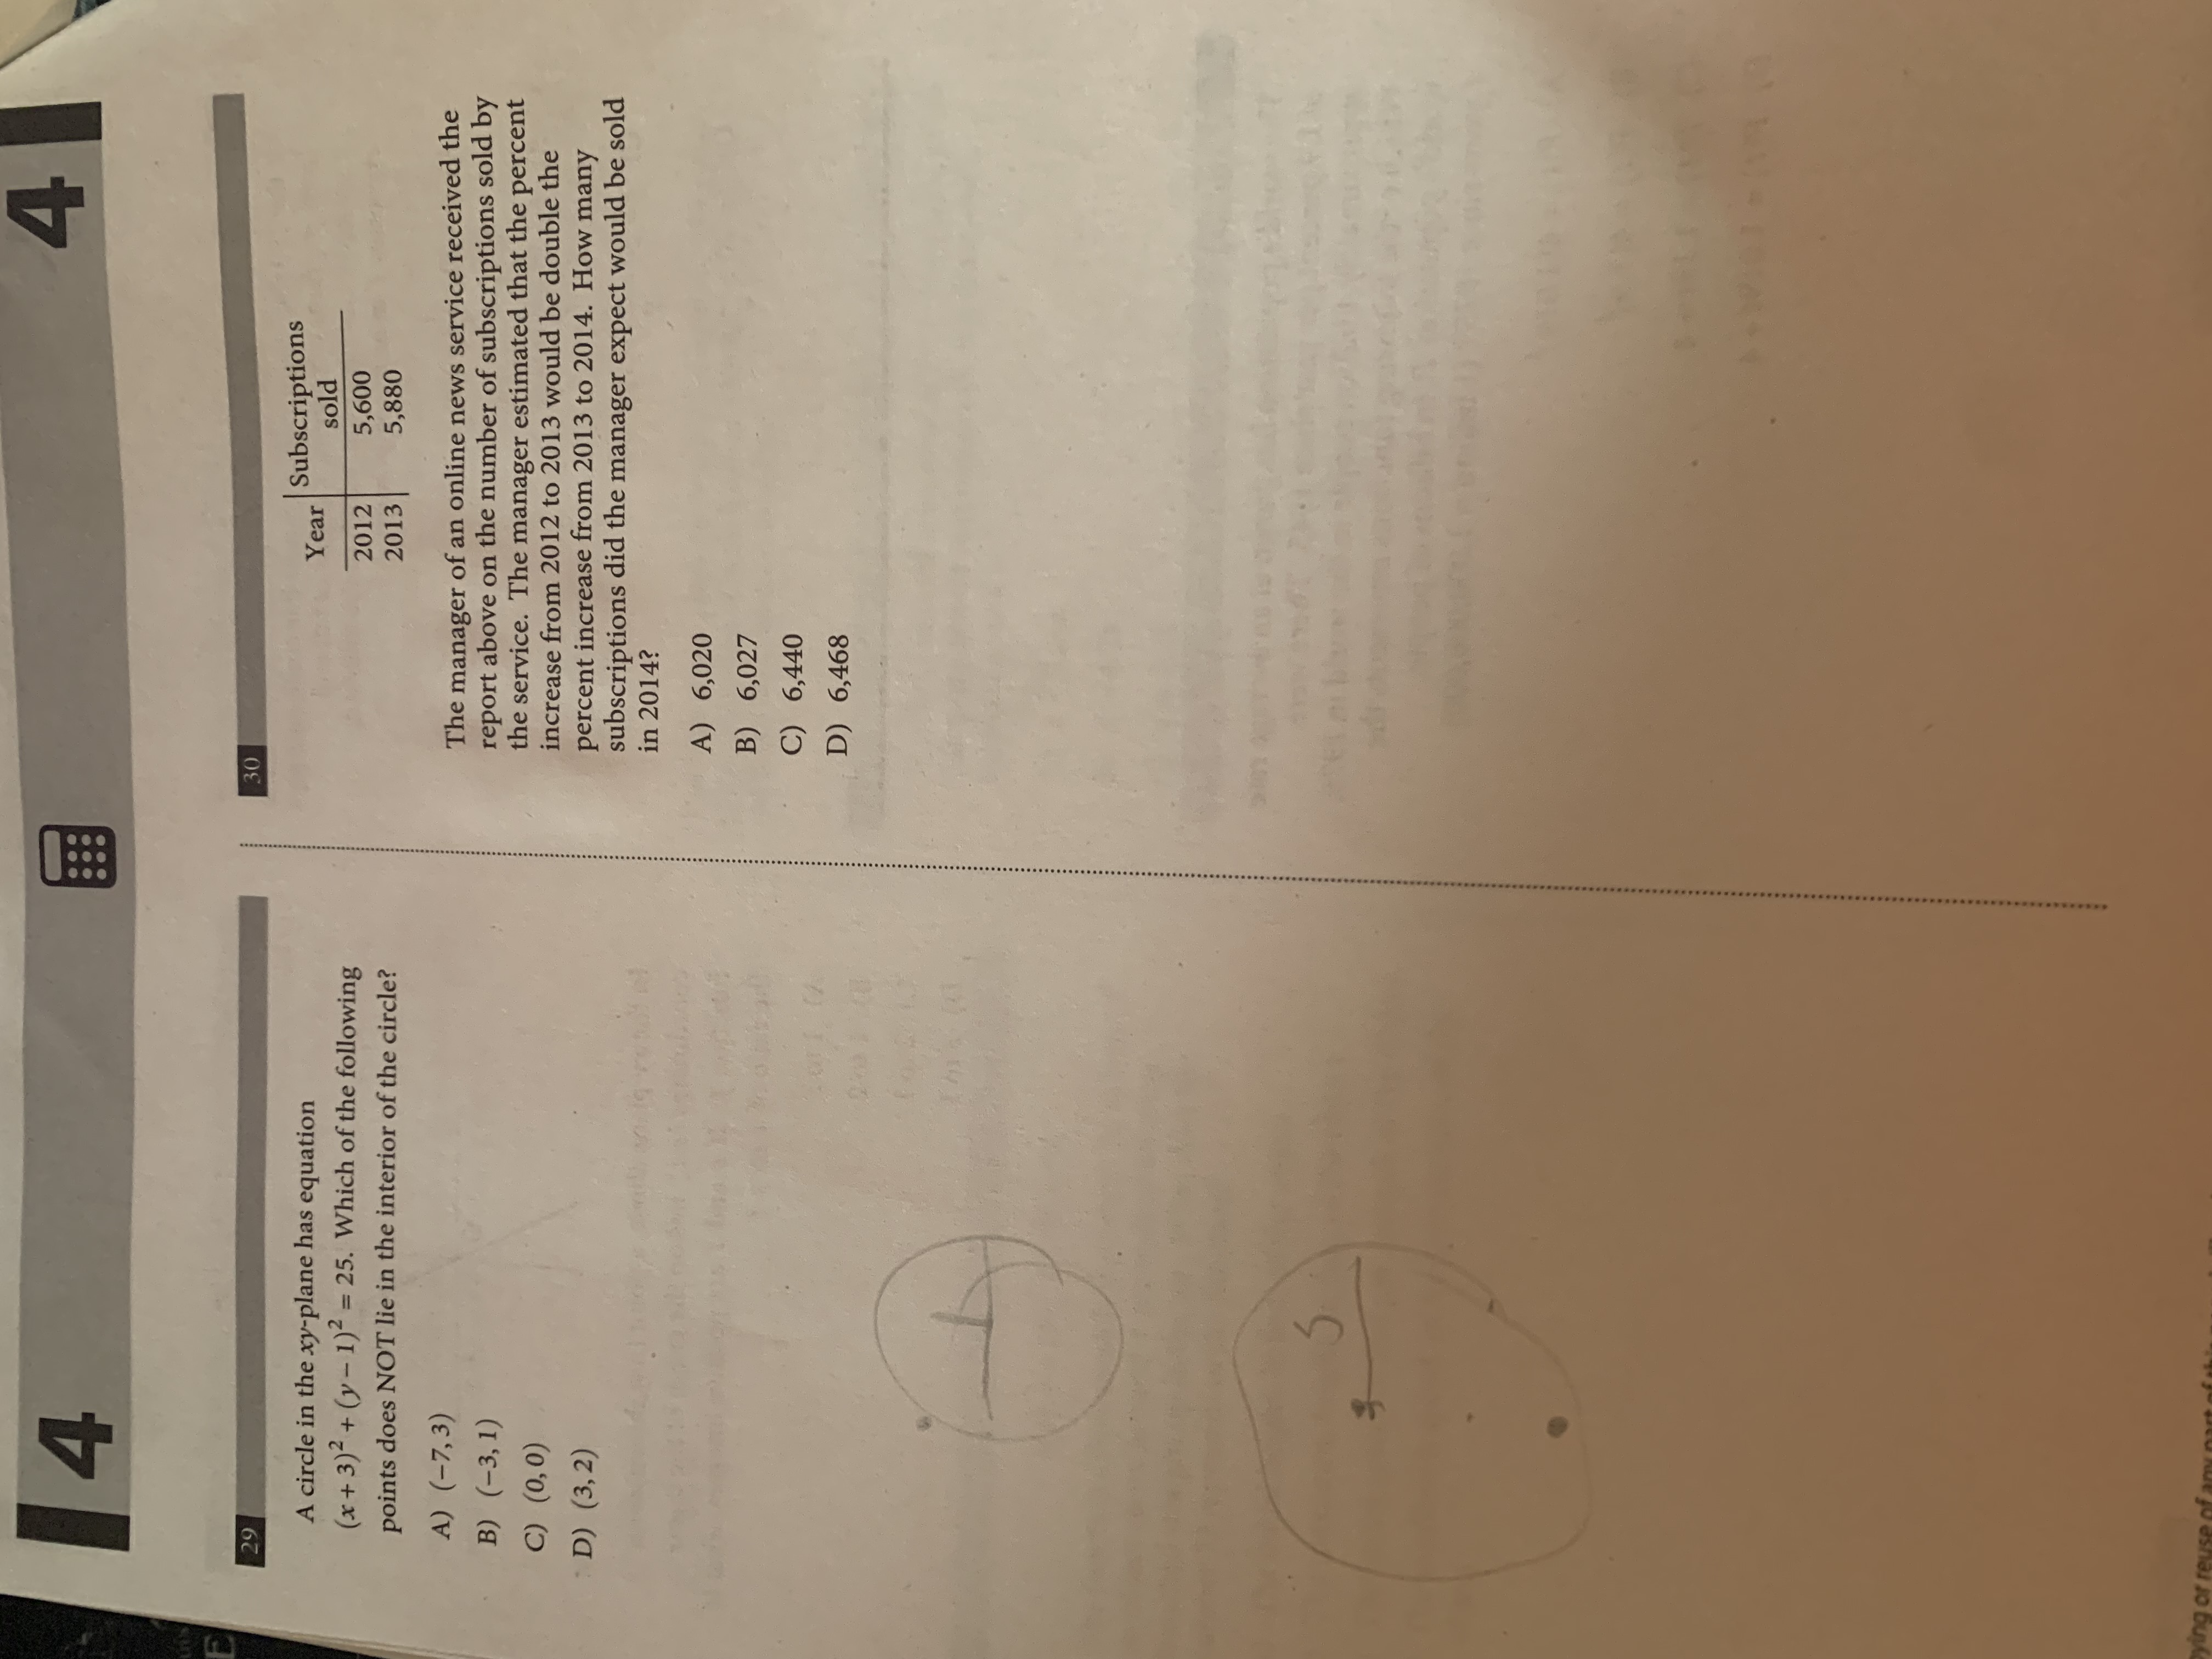 4
4
29
A circle in the xy-plane has equation
(x + 3)² + (y – 1)² = 25. Which of the following
points does NOT lie in the interior of the circle?
A) (−7, 3)
B) (−3, 1)
C) (0, 0)
D) (3, 2)
5
30
Year Subscriptions
sold
2012 5,600
2013 5,880
The manager of an online news service received the
report above on the number of subscriptions sold by
the service. The manager estimated that the percent
increase from 2012 to 2013 would be double the
percent increase from 2013 to 2014. How many
subscriptions did the manager expect would be sold
in 2014?
A) 6,020
B) 6,027
C) 6,440
D) 6,468
or reuse of any part of